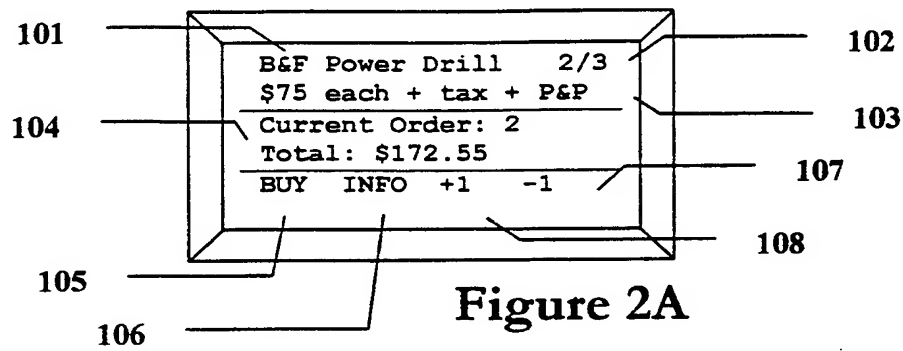 101
102
B&F Power Drill 2/3
$75 each + tax + P&P
103
104
Current Order: 2
Total: $172.55
107
BUY INFO +1 -1
108
105
Figure 2A
106